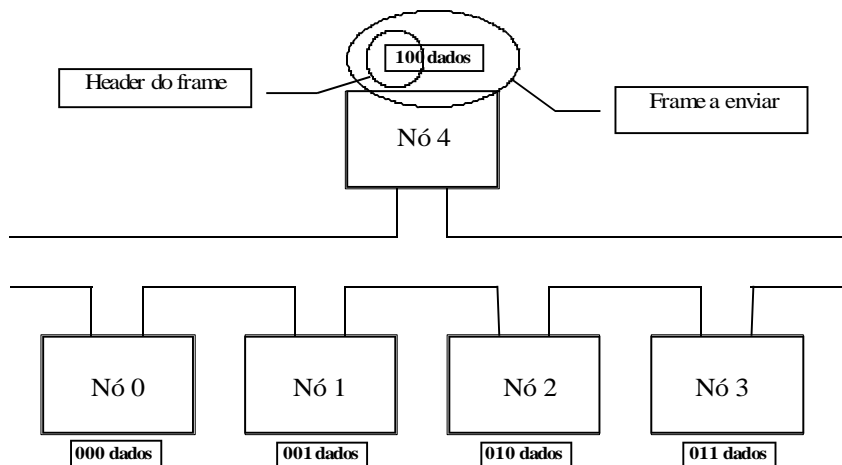 100 dados
Header do frame
Frame a enviar
Nó 4
Nó 0
Nó 1
Nó 2
Nó 3
000 dados
001 dados
010 dados
011 dados